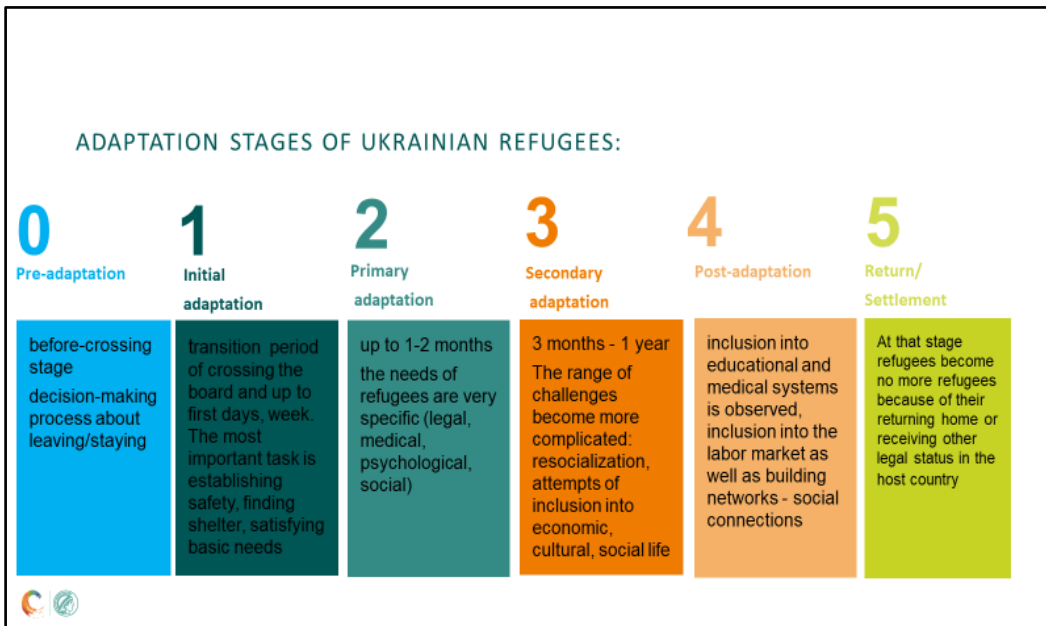 ADAPTATION STAGES OF UKRAINIAN REFUGEES:
0
Pre-adaptation
before-crossing
stage
decision-making
process about
leaving/staying
1
Initial
adaptation
transition period
of crossing the
board and up to
first days, week.
The most
important task is
establishing
safety, finding
shelter, satisfying
basic needs
2
Primary
adaptation
up to 1-2 months
the needs of
refugees are very
specific (legal,
medical,
psychological,
social)
3
Secondary
adaptation
3 months - 1 year
The range of
challenges
become more
complicated:
resocialization,
attempts of
inclusion into
economic,
cultural, social life
4
Post-adaptation
inclusion into
educational and
medical systems
is observed,
inclusion into the
labor market as
well as building
networks - social
connections
5
Return/
Settlement
At that stage
refugees become
no more refugees
because of their
returning home or
receiving other
legal status in the
host country